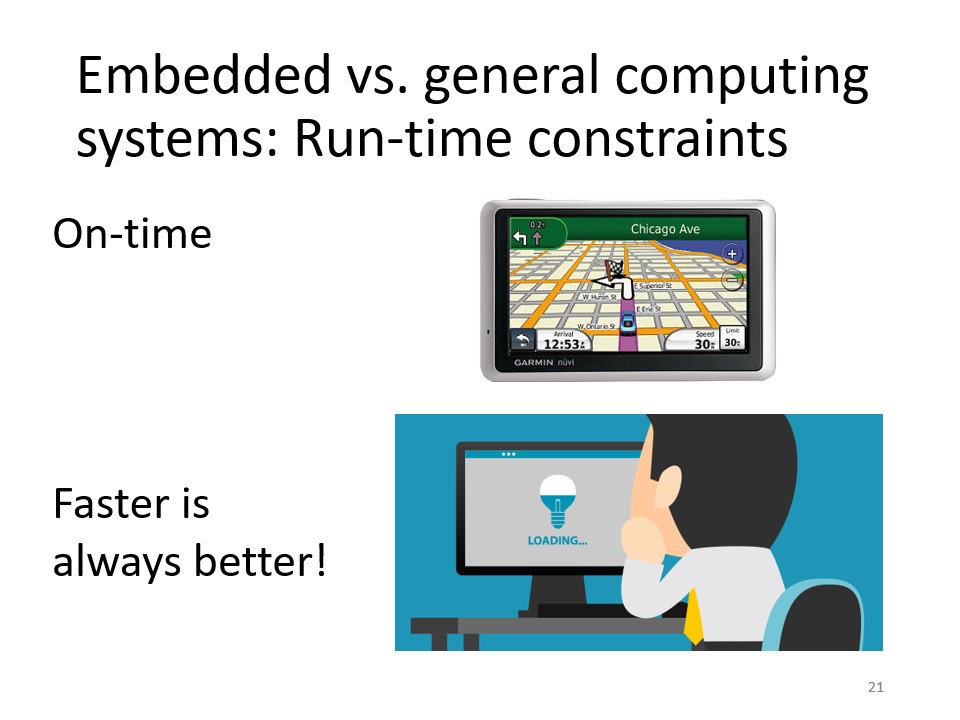 Embedded vs. general computing
systems: Run-time constraints
On-time
0.2
Chicago Ave
E Superior St
W Huron St
E Erie St
W Ontario St
Arrival
12:53
Speed
30
Limit
30
GARMIN nüvi
Faster is
always better!
LOADING...
21